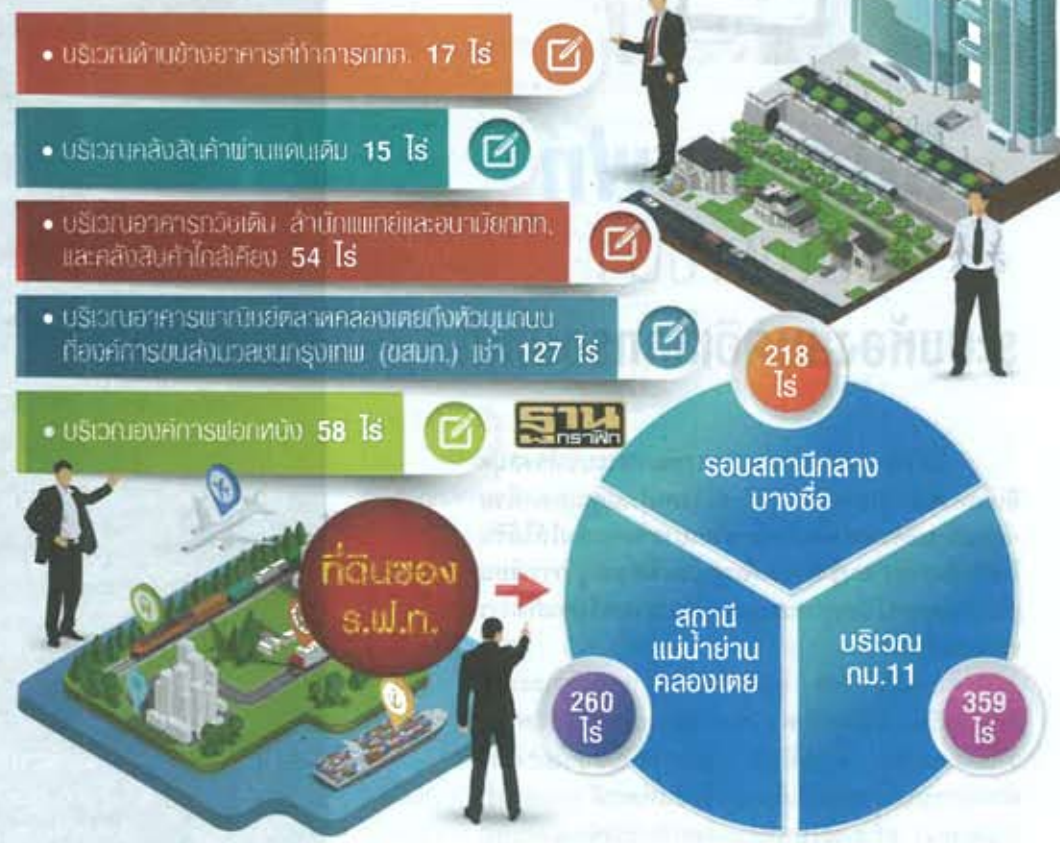 • บริเวณด้านข้างอาคารที่ทำการกทท. 17 ไร่
• บริเวณคลังสินค้าผ่านแดนเดิม 15 ไร่
• บริเวณอาคารทวิชเดิม สำนักแพทย์และอนามัยกทท.
และคลังสินค้าใกล้เคียง 54 ไร่
• บริเวณอาคารพาณิชย์ตลาดคลองเตยถึงหัวมุมถนน
ที่องค์การขนส่งมวลชนกรุงเทพ (ขสมก.) เช่า 127 ไร่
• บริเวณองค์การฟอกหนัง 58 ไร่
ฐาน
กราฟิก
ที่ดินของ
ร.ฟ.ท.
218
ไร่
รอบสถานีกลาง
บางซื่อ
สถานี
แม่น้ำย่าน
คลองเตย
260
ไร่
บริเวณ
กม.11
359
ไร่